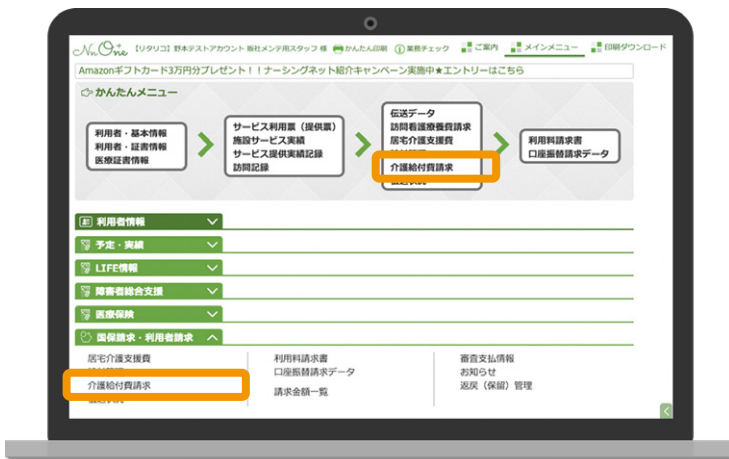 NnOne 【リサリコ】野本テストアカウント 販社メンテ用スタッフ 様 かんたん印刷 業務チェック ご案内 メインメニュー 印刷ダウンロード
Amazonギフトカード3万円分プレゼント！！ナーシングネット紹介キャンペーン実施中★エントリーはこちら
かんたんメニュー
利用者・基本情報
利用者・証書情報
医療証書情報
サービス利用票（提供票）
施設サービス実績
サービス提供実績記録
訪問記録
伝送データ
訪問看護療養費請求
居宅介護支援費
介護給付費請求
利用料請求書
口座振替請求データ
利用者情報
予定・実績
LIFE情報
障害者総合支援
医療保険
国保請求・利用者請求
居宅介護支援費
介護給付費請求
利用料請求書
口座振替請求データ
請求金額一覧
審査支払情報
お知らせ
返戻（保留）管理